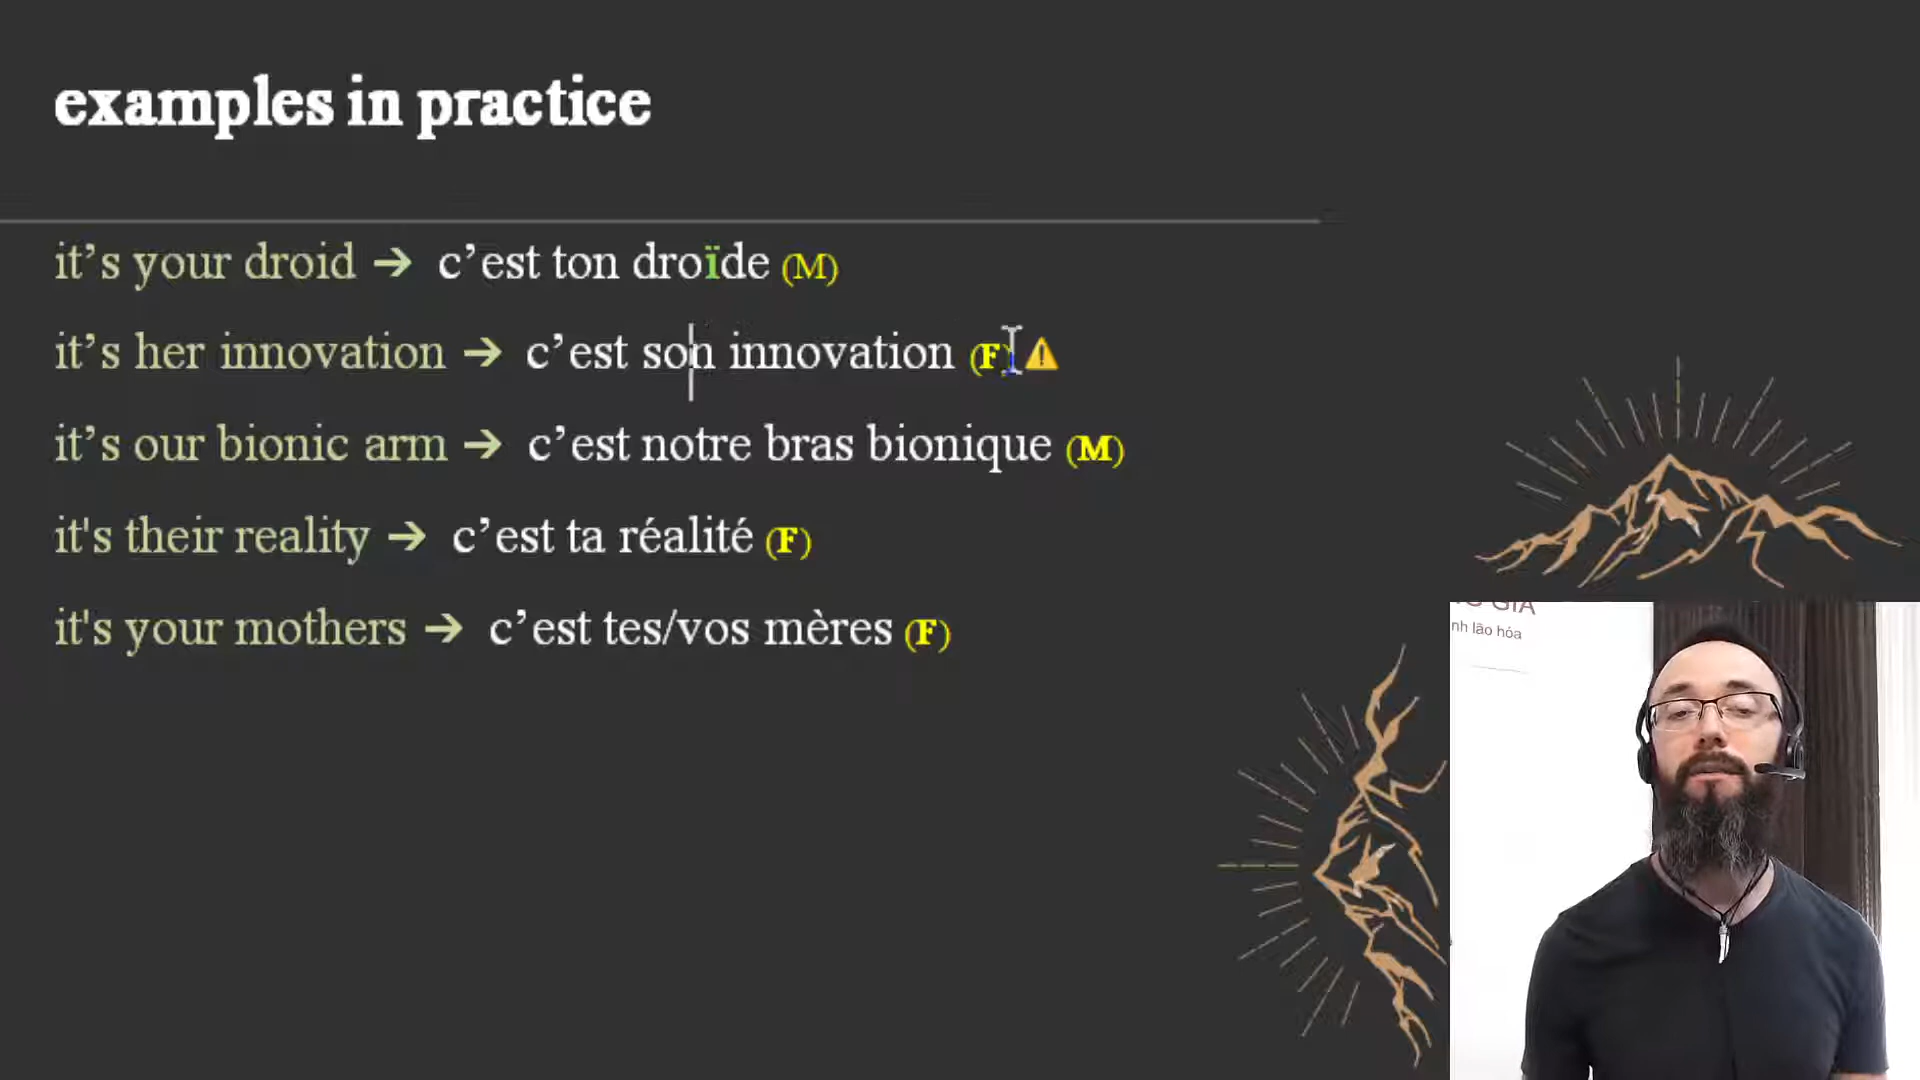 examples in practice
it’s your droid ➔ c’est ton droïde (M)
it’s her innovation ➔ c’est son innovation (F) ⚠
it’s our bionic arm ➔ c’est notre bras bionique (M)
it's their reality ➔ c’est ta réalité (F)
it's your mothers ➔ c’est tes/vos mères (F)
GIA
nh lão hóa